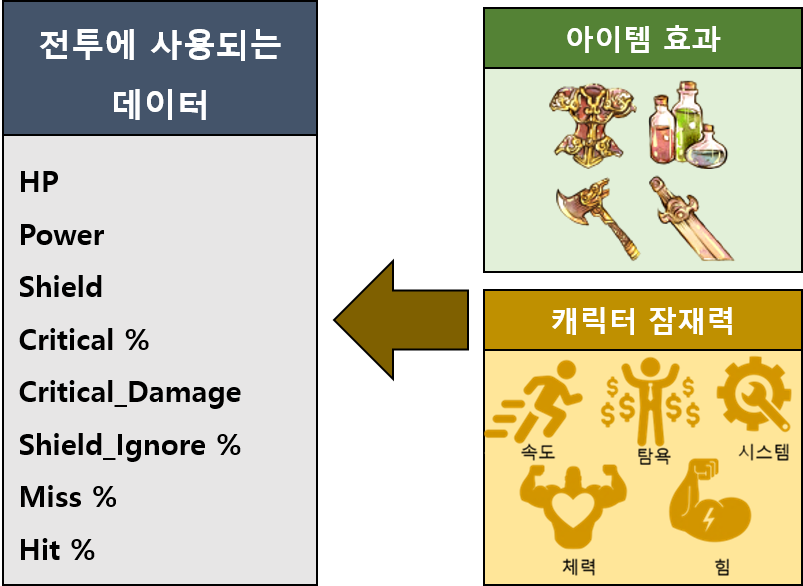 전투에 사용되는
데이터
HP
Power
Shield
Critical %
Critical_Damage
Shield_Ignore %
Miss %
Hit %
아이템 효과
캐릭터 잠재력
$ $ $ $ $ $ $ $
속도
탐욕
시스템
체력
힘